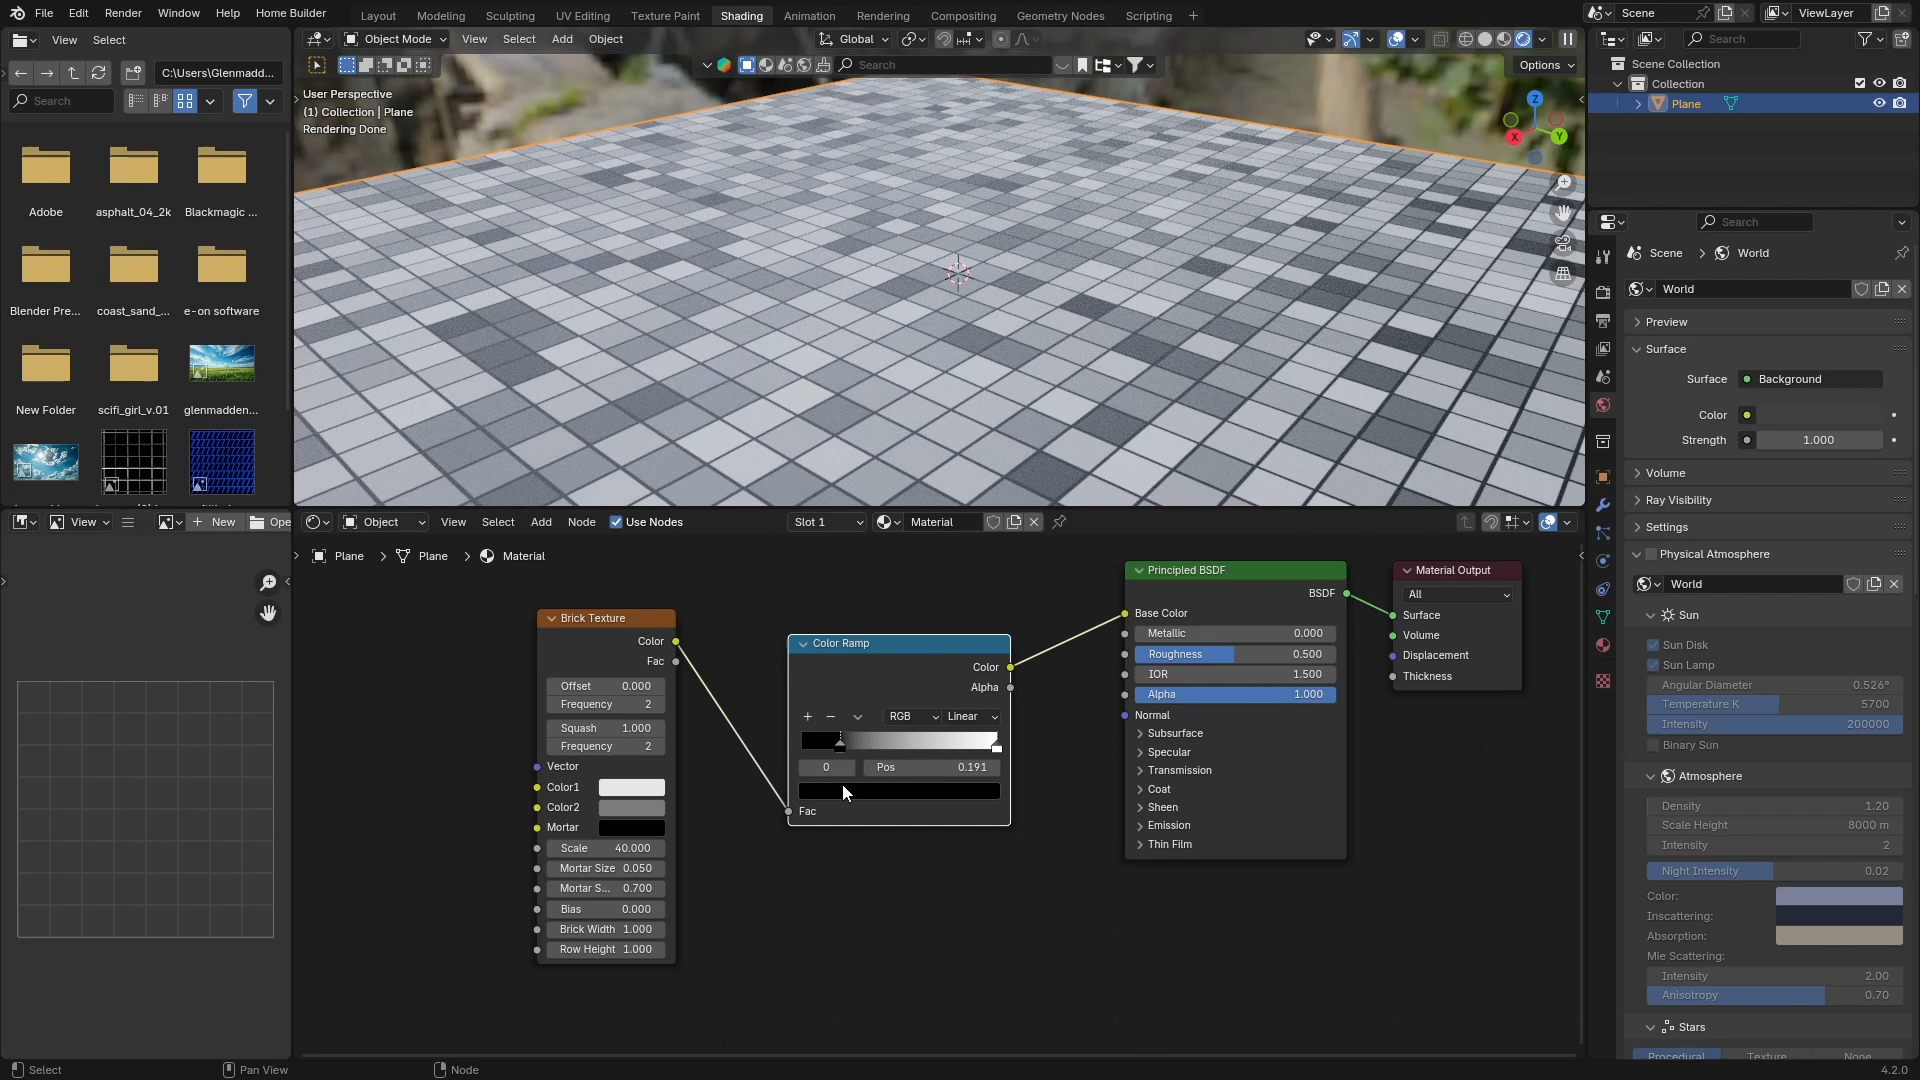 File Edit Render Window Help Home Builder
Layout Modeling Sculpting UV Editing Texture Paint Shading Animation Rendering Compositing Geometry Nodes Scripting +
Scene
ViewLayer
View Select
C:\Users\Glenmadd...
Search
Adobe asphalt_04_2k Blackmagic ...
Blender Pre... coast_sand_... e-on software
New Folder scifi_girl_v.01 glenmadden...
View
New
Ope
Object Mode View Select Add Object
Global
Search
Options
User Perspective
(1) Collection | Plane
Rendering Done
Z
X
Y
Object View Select Add Node Use Nodes Slot 1 Material
Plane > Plane > Material
Brick Texture
Color
Fac
Offset 0.000
Frequency 2
Squash 1.000
Frequency 2
Vector
Color1
Color2
Mortar
Scale 40.000
Mortar Size 0.050
Mortar S... 0.700
Bias 0.000
Brick Width 1.000
Row Height 1.000
Color Ramp
Color
Alpha
+ − RGB Linear
0 Pos 0.191
Fac
Principled BSDF
BSDF
Base Color
Metallic 0.000
Roughness 0.500
IOR 1.500
Alpha 1.000
Normal
Subsurface
Specular
Transmission
Coat
Sheen
Emission
Thin Film
Material Output
All
Surface
Volume
Displacement
Thickness
Search
Scene Collection
Collection
Plane
Search
Scene > World
World
Preview
Surface
Surface Background
Color
Strength 1.000
Volume
Ray Visibility
Settings
Physical Atmosphere
World
Sun
Sun Disk
Sun Lamp
Angular Diameter 0.526°
Temperature K 5700
Intensity 200000
Binary Sun
Atmosphere
Density 1.20
Scale Height 8000 m
Intensity 2
Night Intensity 0.02
Color:
Inscattering:
Absorption:
Mie Scattering:
Intensity 2.00
Anisotropy 0.70
Stars
Procedural Texture None
Select Pan View Node 4.2.0